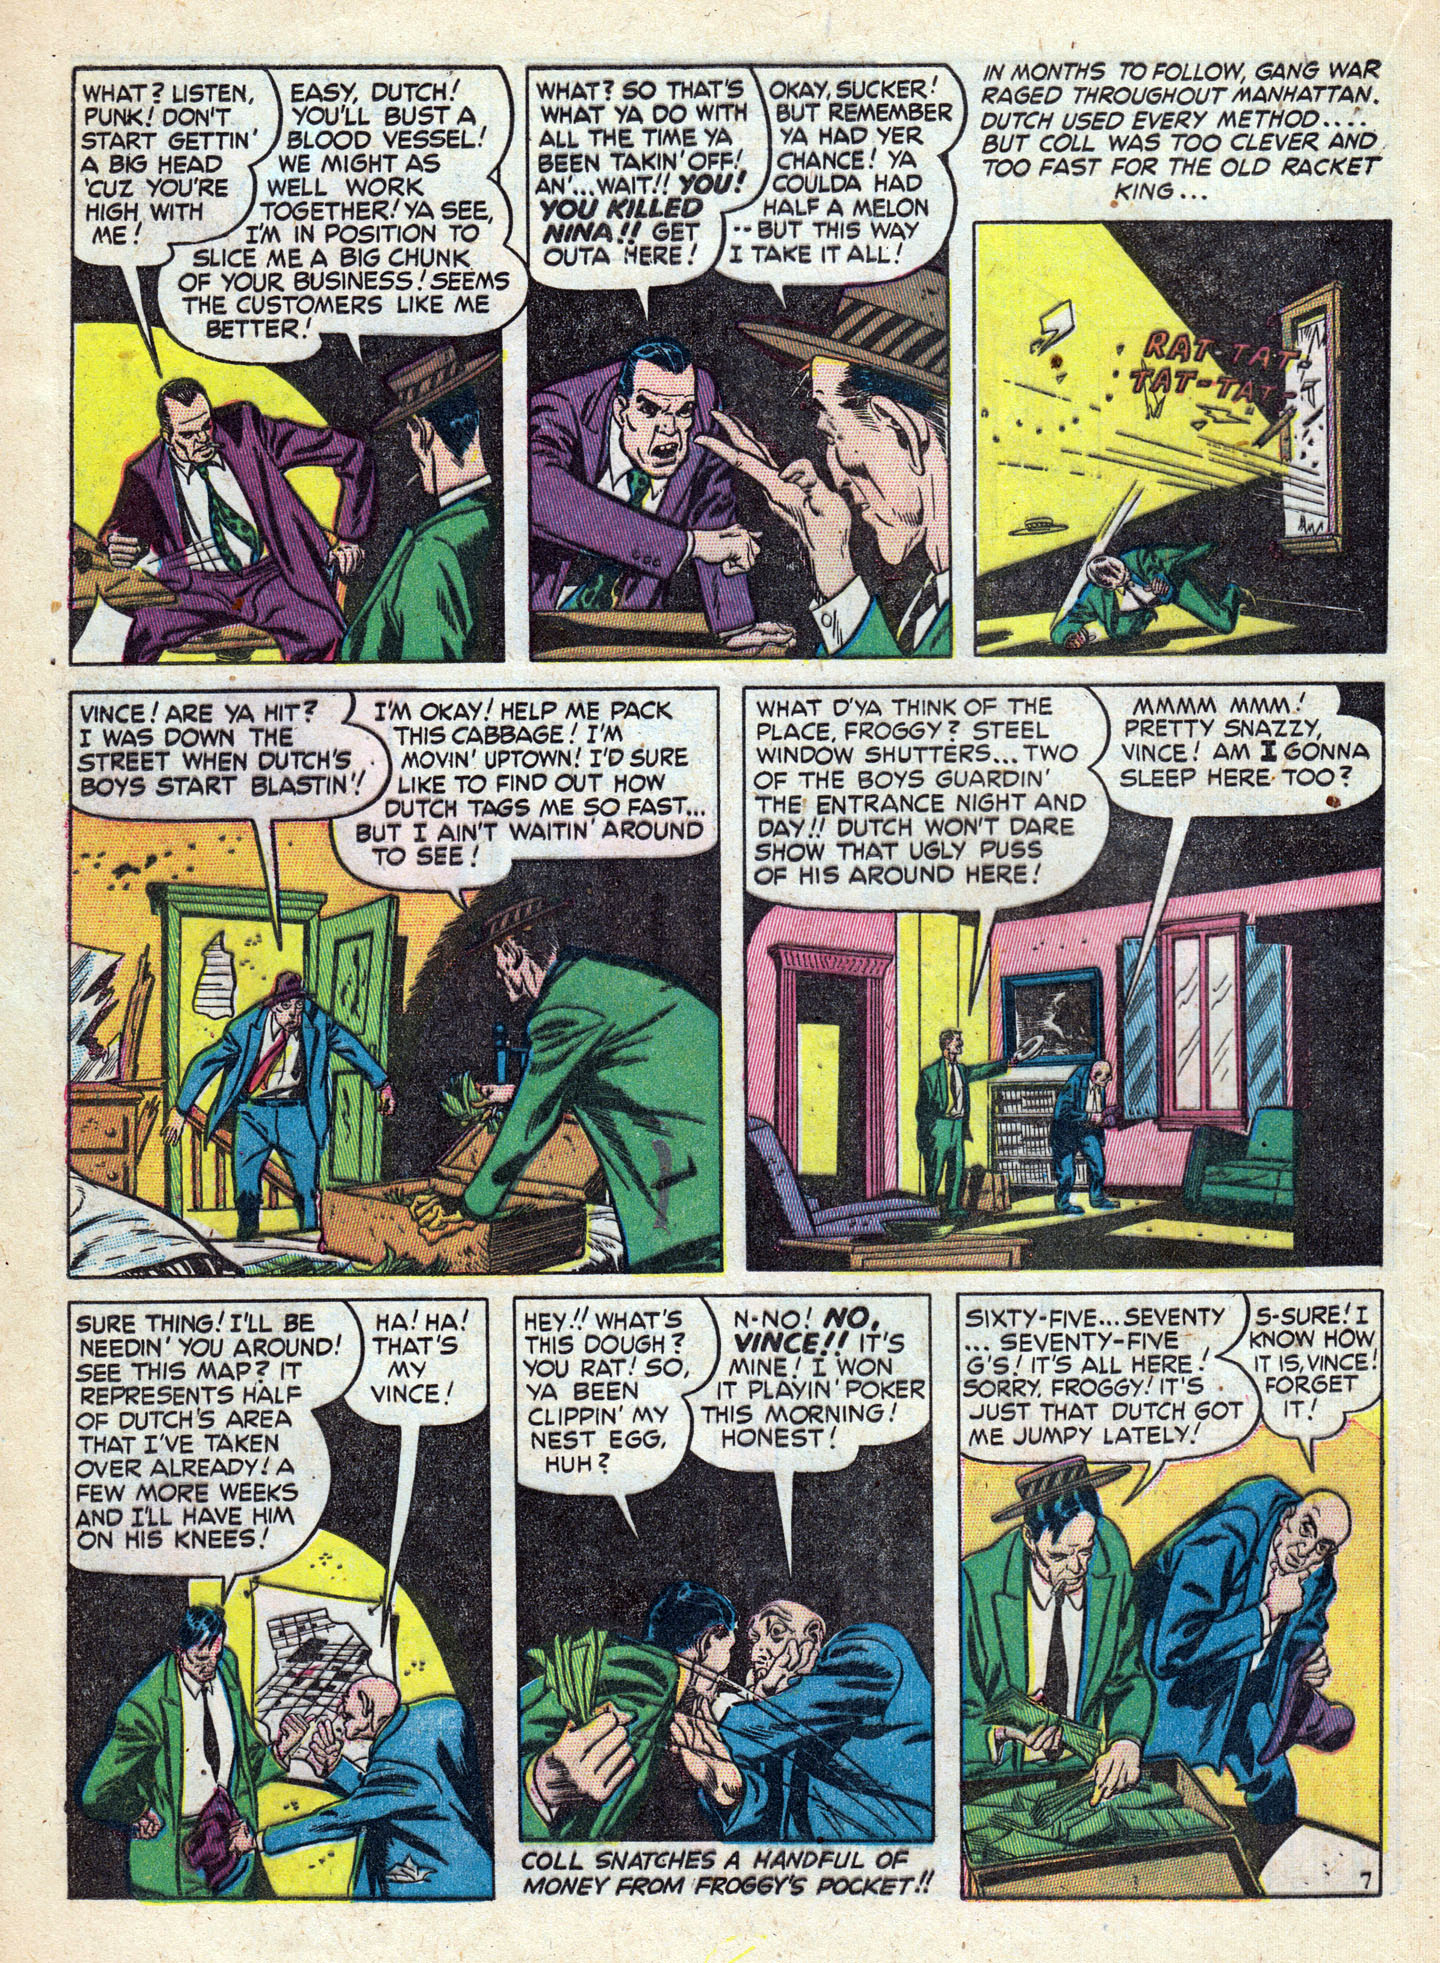 WHAT? LISTEN,
PUNK! DON'T
START GETTIN'
A BIG HEAD
'CUZ YOU'RE
HIGH WITH
ME!
EASY, DUTCH!
YOU'LL BUST A
BLOOD VESSEL!
WE MIGHT AS
WELL WORK
TOGETHER! YA SEE,
I'M IN POSITION TO
SLICE ME A BIG CHUNK
OF YOUR BUSINESS! SEEMS
THE CUSTOMERS LIKE ME
BETTER!
WHAT? SO THAT'S
WHAT YA DO WITH
ALL THE TIME YA
BEEN TAKIN' OFF!
AN'...WAIT!! YOU!
YOU KILLED
NINA!! GET
OUTA HERE!
OKAY, SUCKER!
BUT REMEMBER
YA HAD YER
CHANCE! YA
COULDA HAD
HALF A MELON
--BUT THIS WAY
I TAKE IT ALL!
IN MONTHS TO FOLLOW, GANG WAR
RAGED THROUGHOUT MANHATTAN.
DUTCH USED EVERY METHOD....
BUT COLL WAS TOO CLEVER AND
TOO FAST FOR THE OLD RACKET
KING...
RAT-TAT-
TAT-TAT-
VINCE! ARE YA HIT?
I WAS DOWN THE
STREET WHEN DUTCH'S
BOYS START BLASTIN'!
I'M OKAY! HELP ME PACK
THIS CABBAGE! I'M
MOVIN' UPTOWN! I'D SURE
LIKE TO FIND OUT HOW
DUTCH TAGS ME SO FAST...
BUT I AIN'T WAITIN' AROUND
TO SEE!
WHAT D'YA THINK OF THE
PLACE, FROGGY? STEEL
WINDOW SHUTTERS... TWO
OF THE BOYS GUARDIN'
THE ENTRANCE NIGHT AND
DAY!! DUTCH WON'T DARE
SHOW THAT UGLY PUSS
OF HIS AROUND HERE!
MMMM MMM!
PRETTY SNAZZY,
VINCE! AM I GONNA
SLEEP HERE TOO?
SURE THING! I'LL BE
NEEDIN' YOU AROUND!
SEE THIS MAP? IT
REPRESENTS HALF
OF DUTCH'S AREA
THAT I'VE TAKEN
OVER ALREADY! A
FEW MORE WEEKS
AND I'LL HAVE HIM
ON HIS KNEES!
HA! HA!
THAT'S
MY
VINCE!
HEY!! WHAT'S
THIS DOUGH?
YOU RAT! SO,
YA BEEN
CLIPPIN' MY
NEST EGG,
HUH?
N-NO! NO,
VINCE!! IT'S
MINE! I WON
IT PLAYIN' POKER
THIS MORNING!
HONEST!
COLL SNATCHES A HANDFUL OF
MONEY FROM FROGGY'S POCKET!!
SIXTY-FIVE...SEVENTY
...SEVENTY-FIVE
G'S! IT'S ALL HERE!
SORRY, FROGGY! IT'S
JUST THAT DUTCH GOT
ME JUMPY LATELY!
S-SURE! I
KNOW HOW
IT IS, VINCE!
FORGET
IT!
7